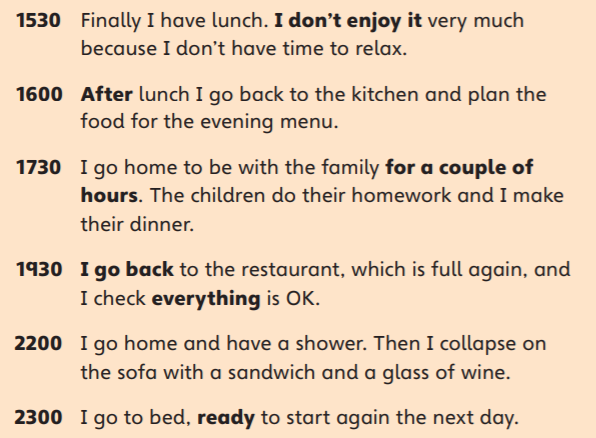 1530 Finally I have lunch. I don't enjoy it very much
because I don't have time to relax.
1600 After lunch I go back to the kitchen and plan the
food for the evening menu.
1730 I go home to be with the family for a couple of
hours. The children do their homework and I make
their dinner.
1930 I go back to the restaurant, which is full again, and
I check everything is OK.
2200 I go home and have a shower. Then I collapse on
the sofa with a sandwich and a glass of wine.
2300 I go to bed, ready to start again the next day.